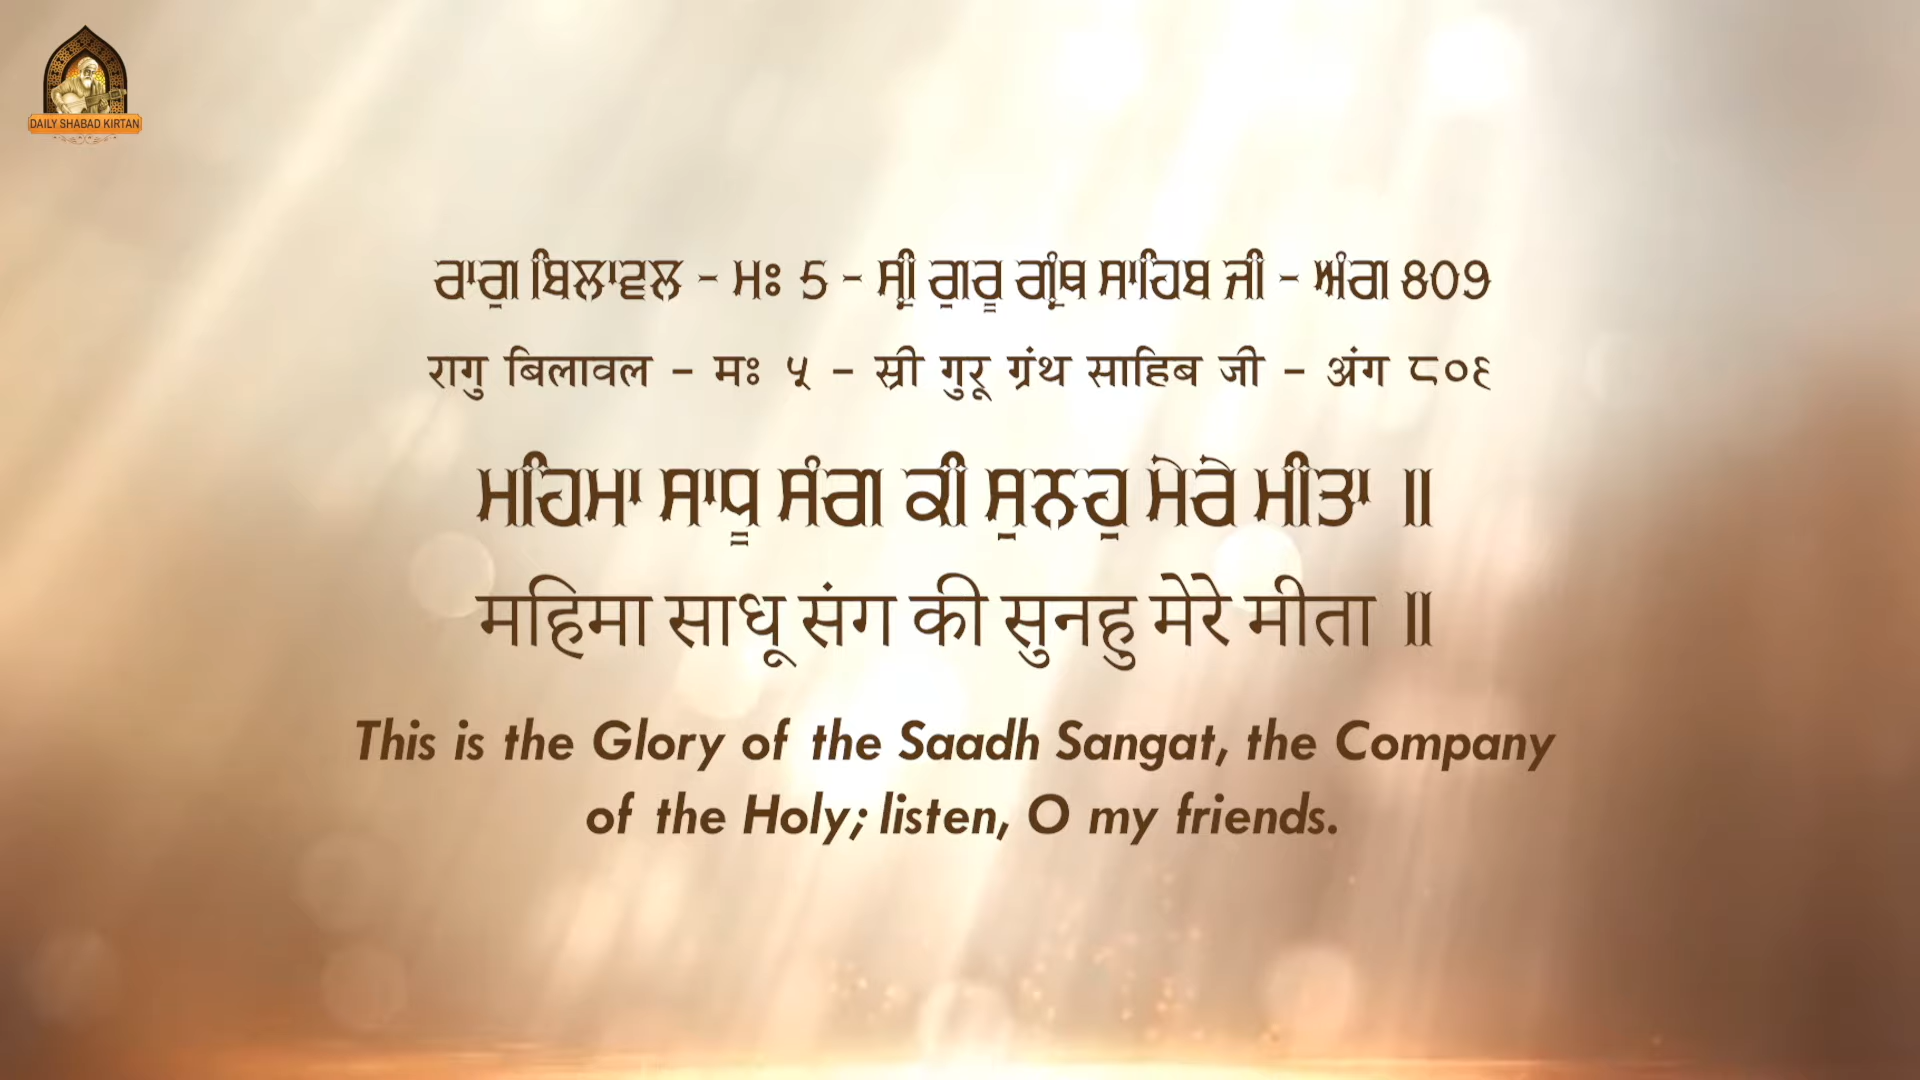 DAILY SHABAD KIRTAN
ਰਾਗੁ ਬਿਲਾਵਲ - ਮਃ 5 - ਸ੍ਰੀ ਗੁਰੂ ਗ੍ਰੰਥ ਸਾਹਿਬ ਜੀ - ਅੰਗ 809
रागु बिलावल - मः ५ - स्री गुरू ग्रंथ साहिब जी - अंग ८०९
ਮਹਿਮਾ ਸਾਧੂ ਸੰਗ ਕੀ ਸੁਨਹੁ ਮੇਰੇ ਮੀਤਾ ॥
महिमा साधू संग की सुनहु मेरे मीता ॥
This is the Glory of the Saadh Sangat, the Company
of the Holy; listen, O my friends.